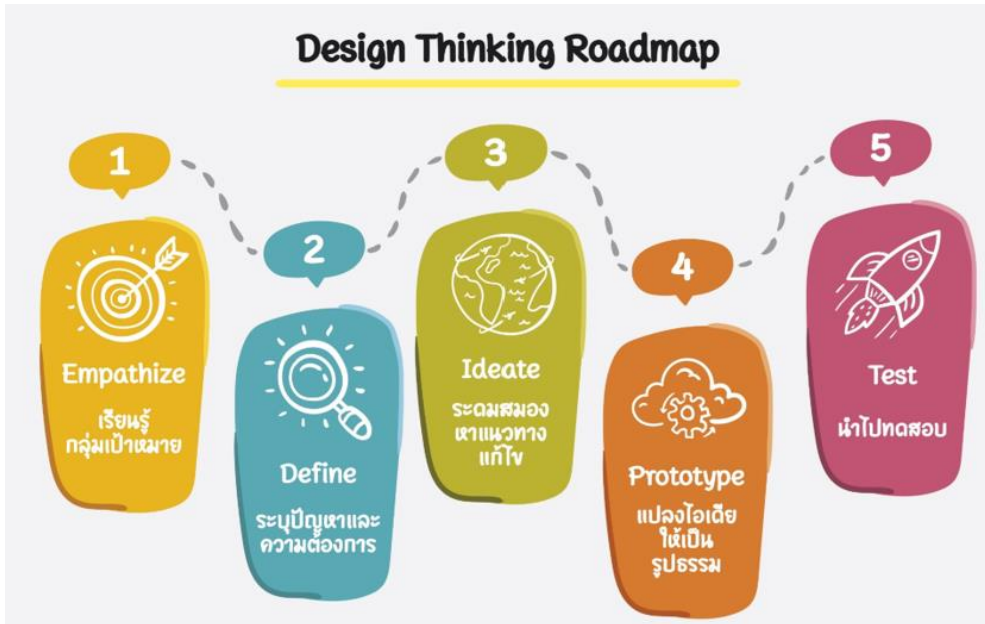 Design Thinking Roadmap
1
Empathize
เรียนรู้
กลุ่มเป้าหมาย
2
Define
ระบุปัญหาและ
ความต้องการ
3
Ideate
ระดมสมอง
หาแนวทาง
แก้ไข
4
Prototype
แปลงไอเดีย
ให้เป็น
รูปธรรม
5
Test
นำไปทดสอบ